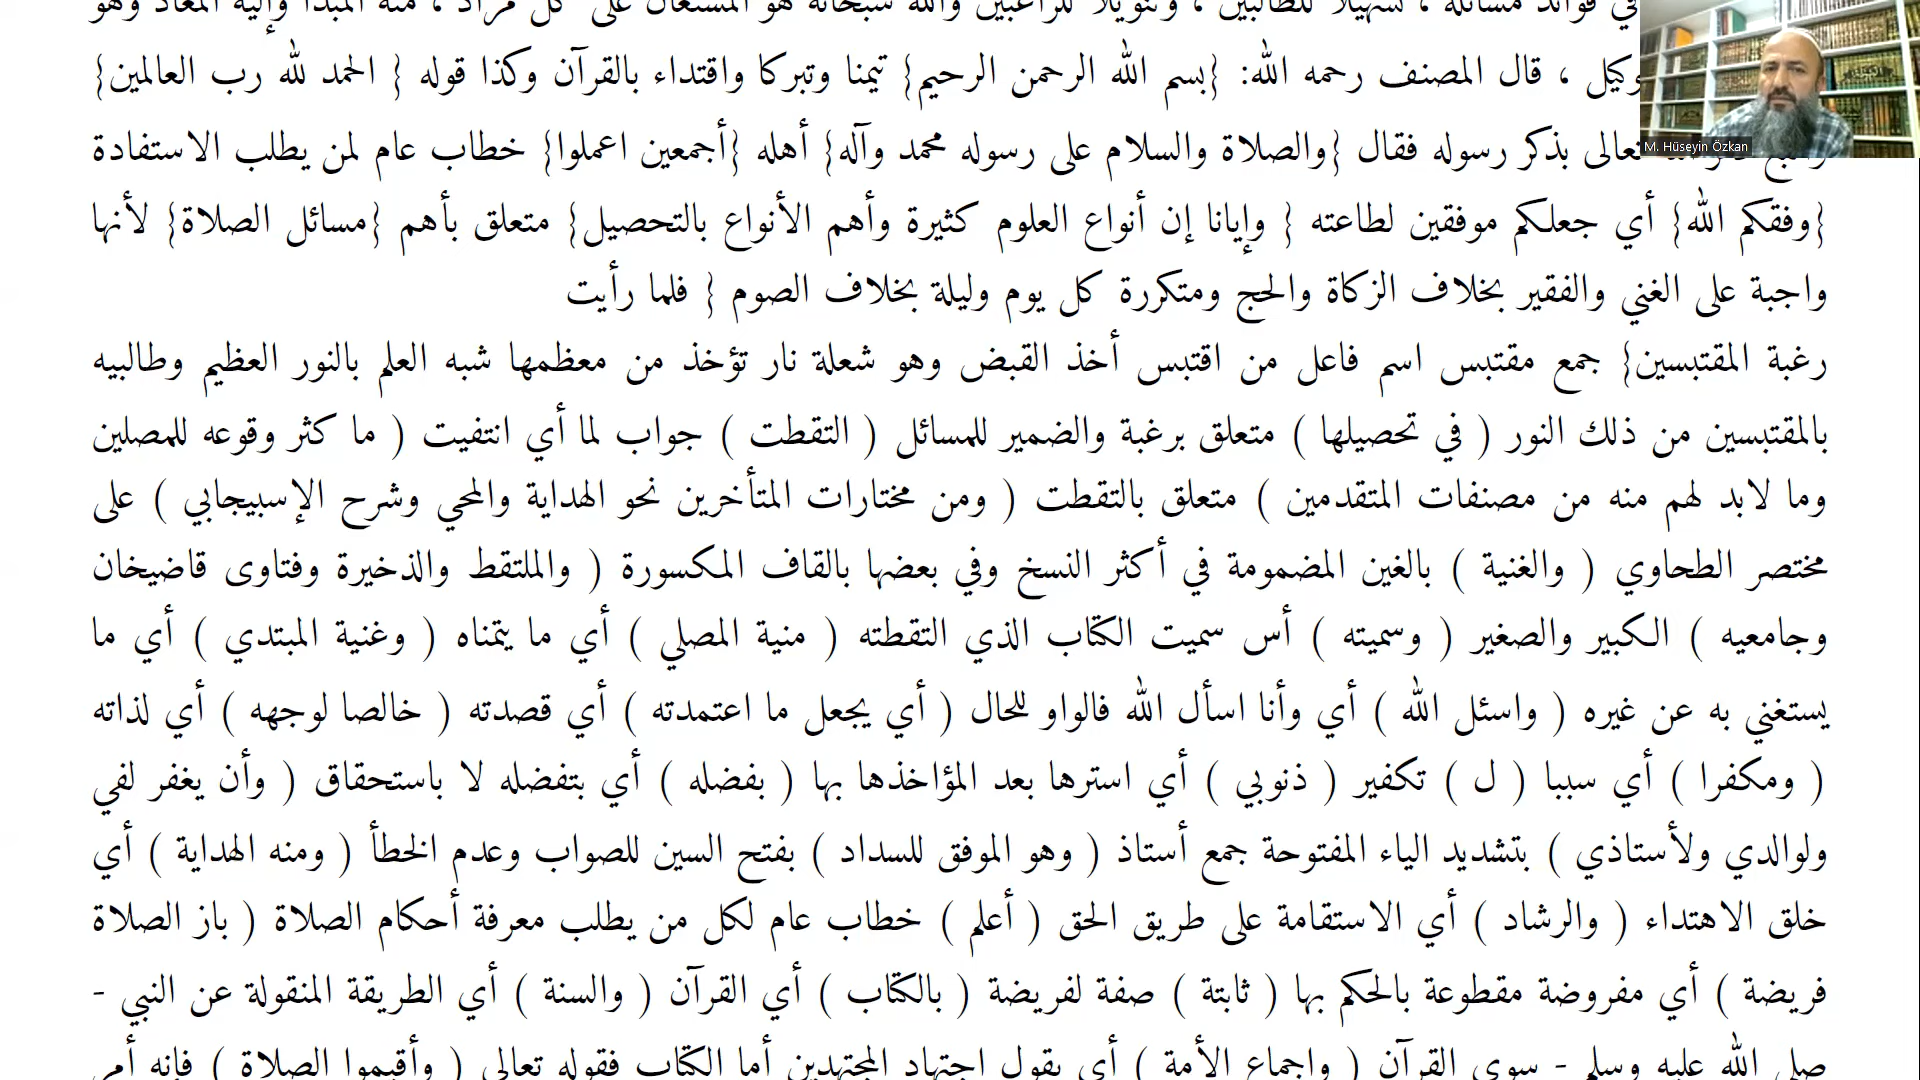 في فوائد مسائله ، تسهيلا للطالبين ، وتنويلا للراغبين والله سبحانه هو المستعان على كل مراد ، منه المبدا وإليه المعاد وهو
وكيل ، قال المصنف رحمه الله: {بسم الله الرحمن الرحيم} تيمنا وتبركا واقتداء بالقرآن وكذا قوله { الحمد لله رب العالمين}
تعالى بذكر رسوله فقال {والصلاة والسلام على رسوله محمد وآله} أهله {أجمعين اعملوا} خطاب عام لمن يطلب الاستفادة
{وفقكم الله} أي جعلكم موفقين لطاعته { وإيانا إن أنواع العلوم كثيرة وأهم الأنواع بالتحصيل} متعلق بأهم {مسائل الصلاة} لأنها
واجبة على الغني والفقير بخلاف الزكاة والحج ومتكررة كل يوم وليلة بخلاف الصوم { فلما رأيت
رغبة المقتبسين} جمع مقتبس اسم فاعل من اقتبس أخذ القبض وهو شعلة نار تؤخذ من معظمها شبه العلم بالنور العظيم وطالبيه
بالمقتبسين من ذلك النور ( في تحصيلها ) متعلق برغبة والضمير للمسائل ( التقطت ) جواب لما أي انتفيت ( ما كثر وقوعه للمصلين
وما لابد لهم منه من مصنفات المتقدمين ) متعلق بالتقطت ( ومن مختارات المتأخرين نحو الهداية والمحي وشرح الإسبيجابي ) على
مختصر الطحاوي ( والغنية ) بالغين المضمومة في أكثر النسخ وفي بعضها بالقاف المكسورة ( والملتقط والذخيرة وفتاوى قاضيخان
وجامعيه ) الكبير والصغير ( وسميته ) أس سميت الكتاب الذي التقطته ( منية المصلي ) أي ما يتمناه ( وغنية المبتدي ) أي ما
يستغني به عن غيره ( واسئل الله ) أي وأنا اسأل الله فالواو للحال ( أي يجعل ما اعتمدته ) أي قصدته ( خالصا لوجهه ) أي لذاته
( ومكفرا ) أي سببا ( ل ) تكفير ( ذنوبي ) أي استرها بعد المؤاخذها بها ( بفضله ) أي بتفضله لا باستحقاق ( وأن يغفر لفي
ولوالدي ولأستاذي ) بتشديد الياء المفتوحة جمع أستاذ ( وهو الموفق للسداد ) بفتح السين للصواب وعدم الخطأ ( ومنه الهداية ) أي
خلق الاهتداء ( والرشاد ) أي الاستقامة على طريق الحق ( أعلم ) خطاب عام لكل من يطلب معرفة أحكام الصلاة ( باز الصلاة
فريضة ) أي مفروضة مقطوعة بالحكم بها ( ثابتة ) صفة لفريضة ( بالكتاب ) أي القرآن ( والسنة ) أي الطريقة المنقولة عن النبي -
صلى الله عليه وسلم - سوى القرآن ( واجماع الأمة ) أي بقول اجتهاد المجتهدين أما الكتاب فقوله تعالى ( وأقيموا الصلاة ) فإنه أمر
M. Hüseyin Özkan